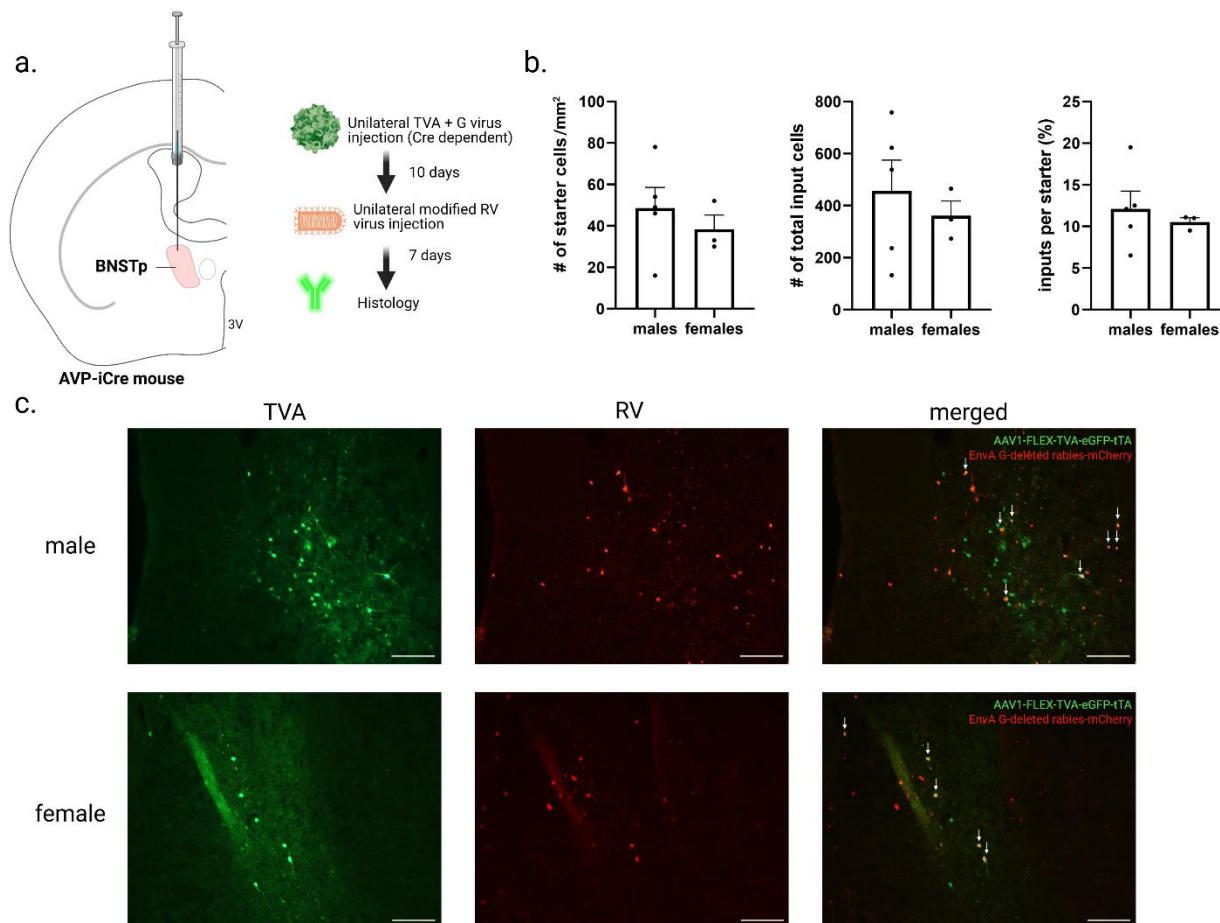 a.
BNSTp
3V
AVP-iCre mouse
Unilateral TVA + G virus
injection (Cre dependent)
10 days
Unilateral modified RV
virus injection
7 days
Histology
b.
# of starter cells/mm²
100
80
60
40
20
0
males females
# of total input cells
800
600
400
200
0
males females
inputs per starter (%)
25
20
15
10
5
0
males females
c.
TVA
RV
merged
male
AAV1-FLEX-TVA-eGFP-tTA
EnvA G-deleted rabies-mCherry
female
AAV1-FLEX-TVA-eGFP-tTA
EnvA G-deleted rabies-mCherry